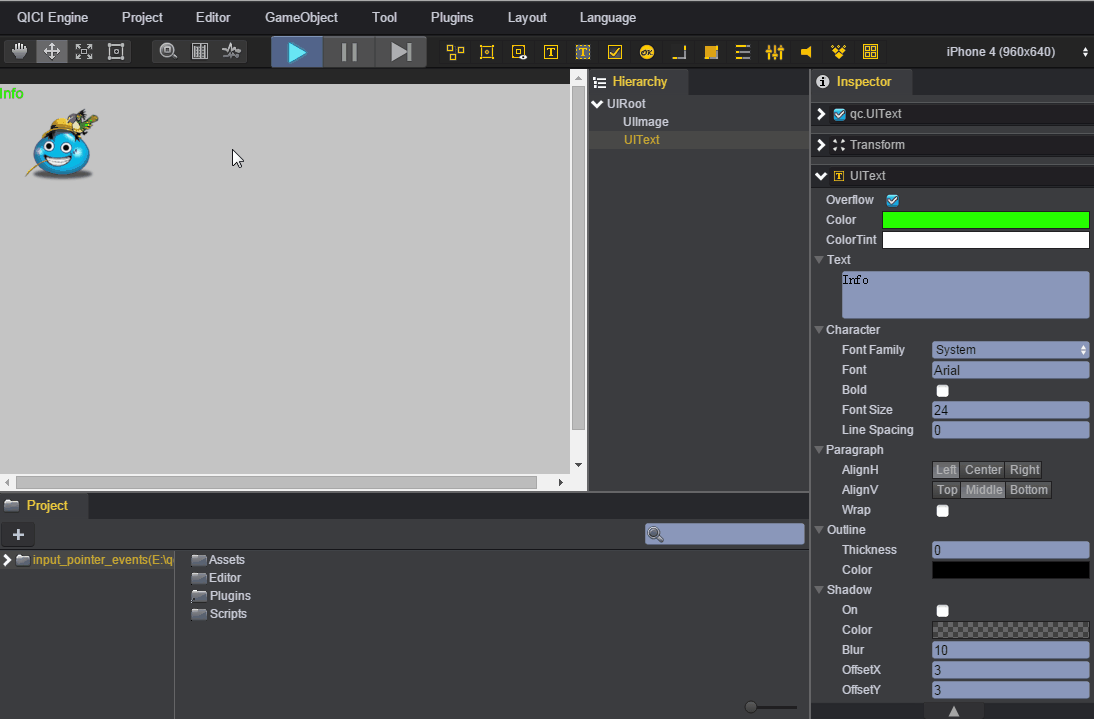 QICI Engine Project Editor GameObject Tool Plugins Layout Language
T T OK iPhone 4 (960x640)
Info
Hierarchy
UIRoot
UIImage
UIText
Inspector
qc.UIText
Transform
T UIText
Overflow
Color
ColorTint
Text
Info
Character
Font Family System
Font Arial
Bold
Font Size 24
Line Spacing 0
Paragraph
AlignH Left Center Right
AlignV Top Middle Bottom
Wrap
Outline
Thickness 0
Color
Shadow
On
Color
Blur 10
OffsetX 3
OffsetY 3
Project
input_pointer_events(E:\q
Assets
Editor
Plugins
Scripts